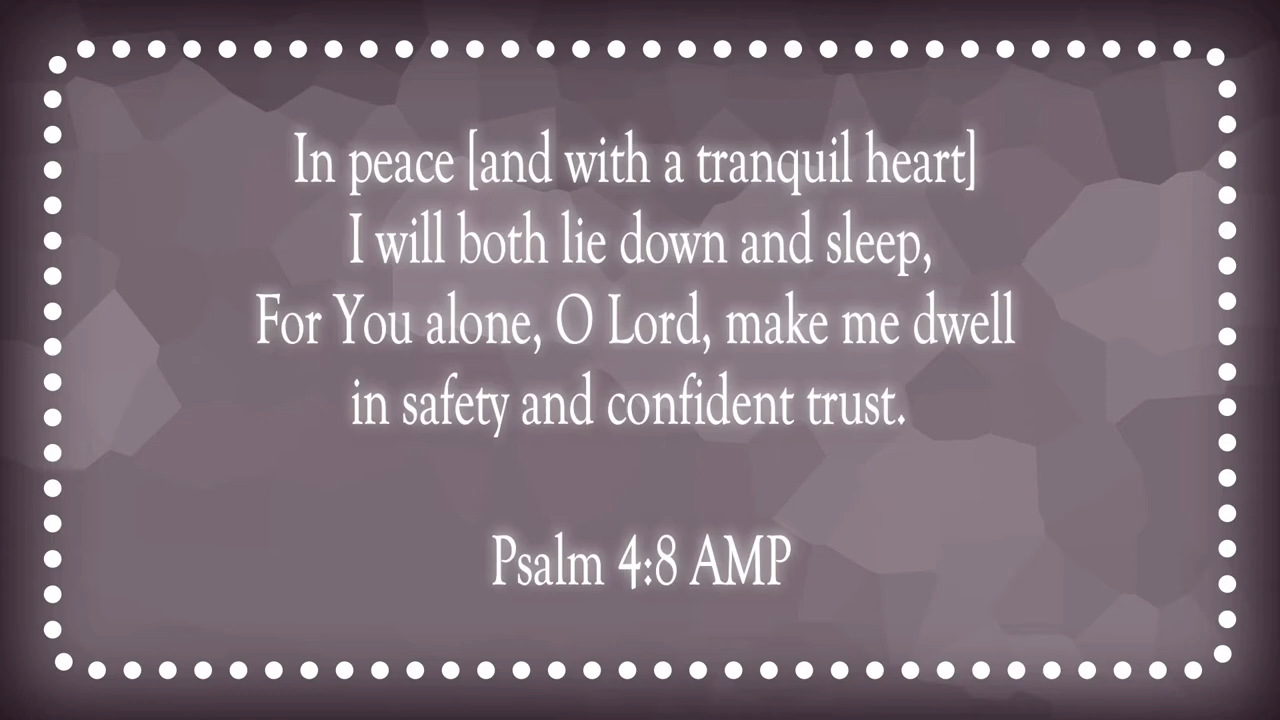 In peace [and with a tranquil heart]
I will both lie down and sleep,
For You alone, O Lord, make me dwell
in safety and confident trust.
Psalm 4:8 AMP